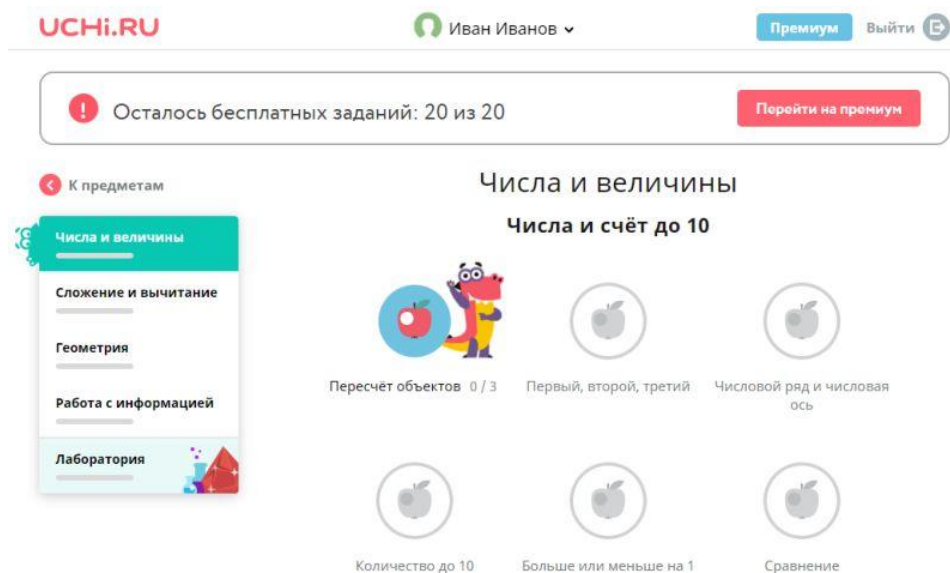 UCHi.RU
Иван Иванов
Премиум
Выйти
Осталось бесплатных заданий: 20 из 20
Перейти на премиум
К предметам
Числа и величины
Сложение и вычитание
Геометрия
Работа с информацией
Лаборатория
Числа и величины
Числа и счёт до 10
Пересчёт объектов 0 / 3
Первый, второй, третий
Числовой ряд и числовая
ось
Количество до 10
Больше или меньше на 1
Сравнение